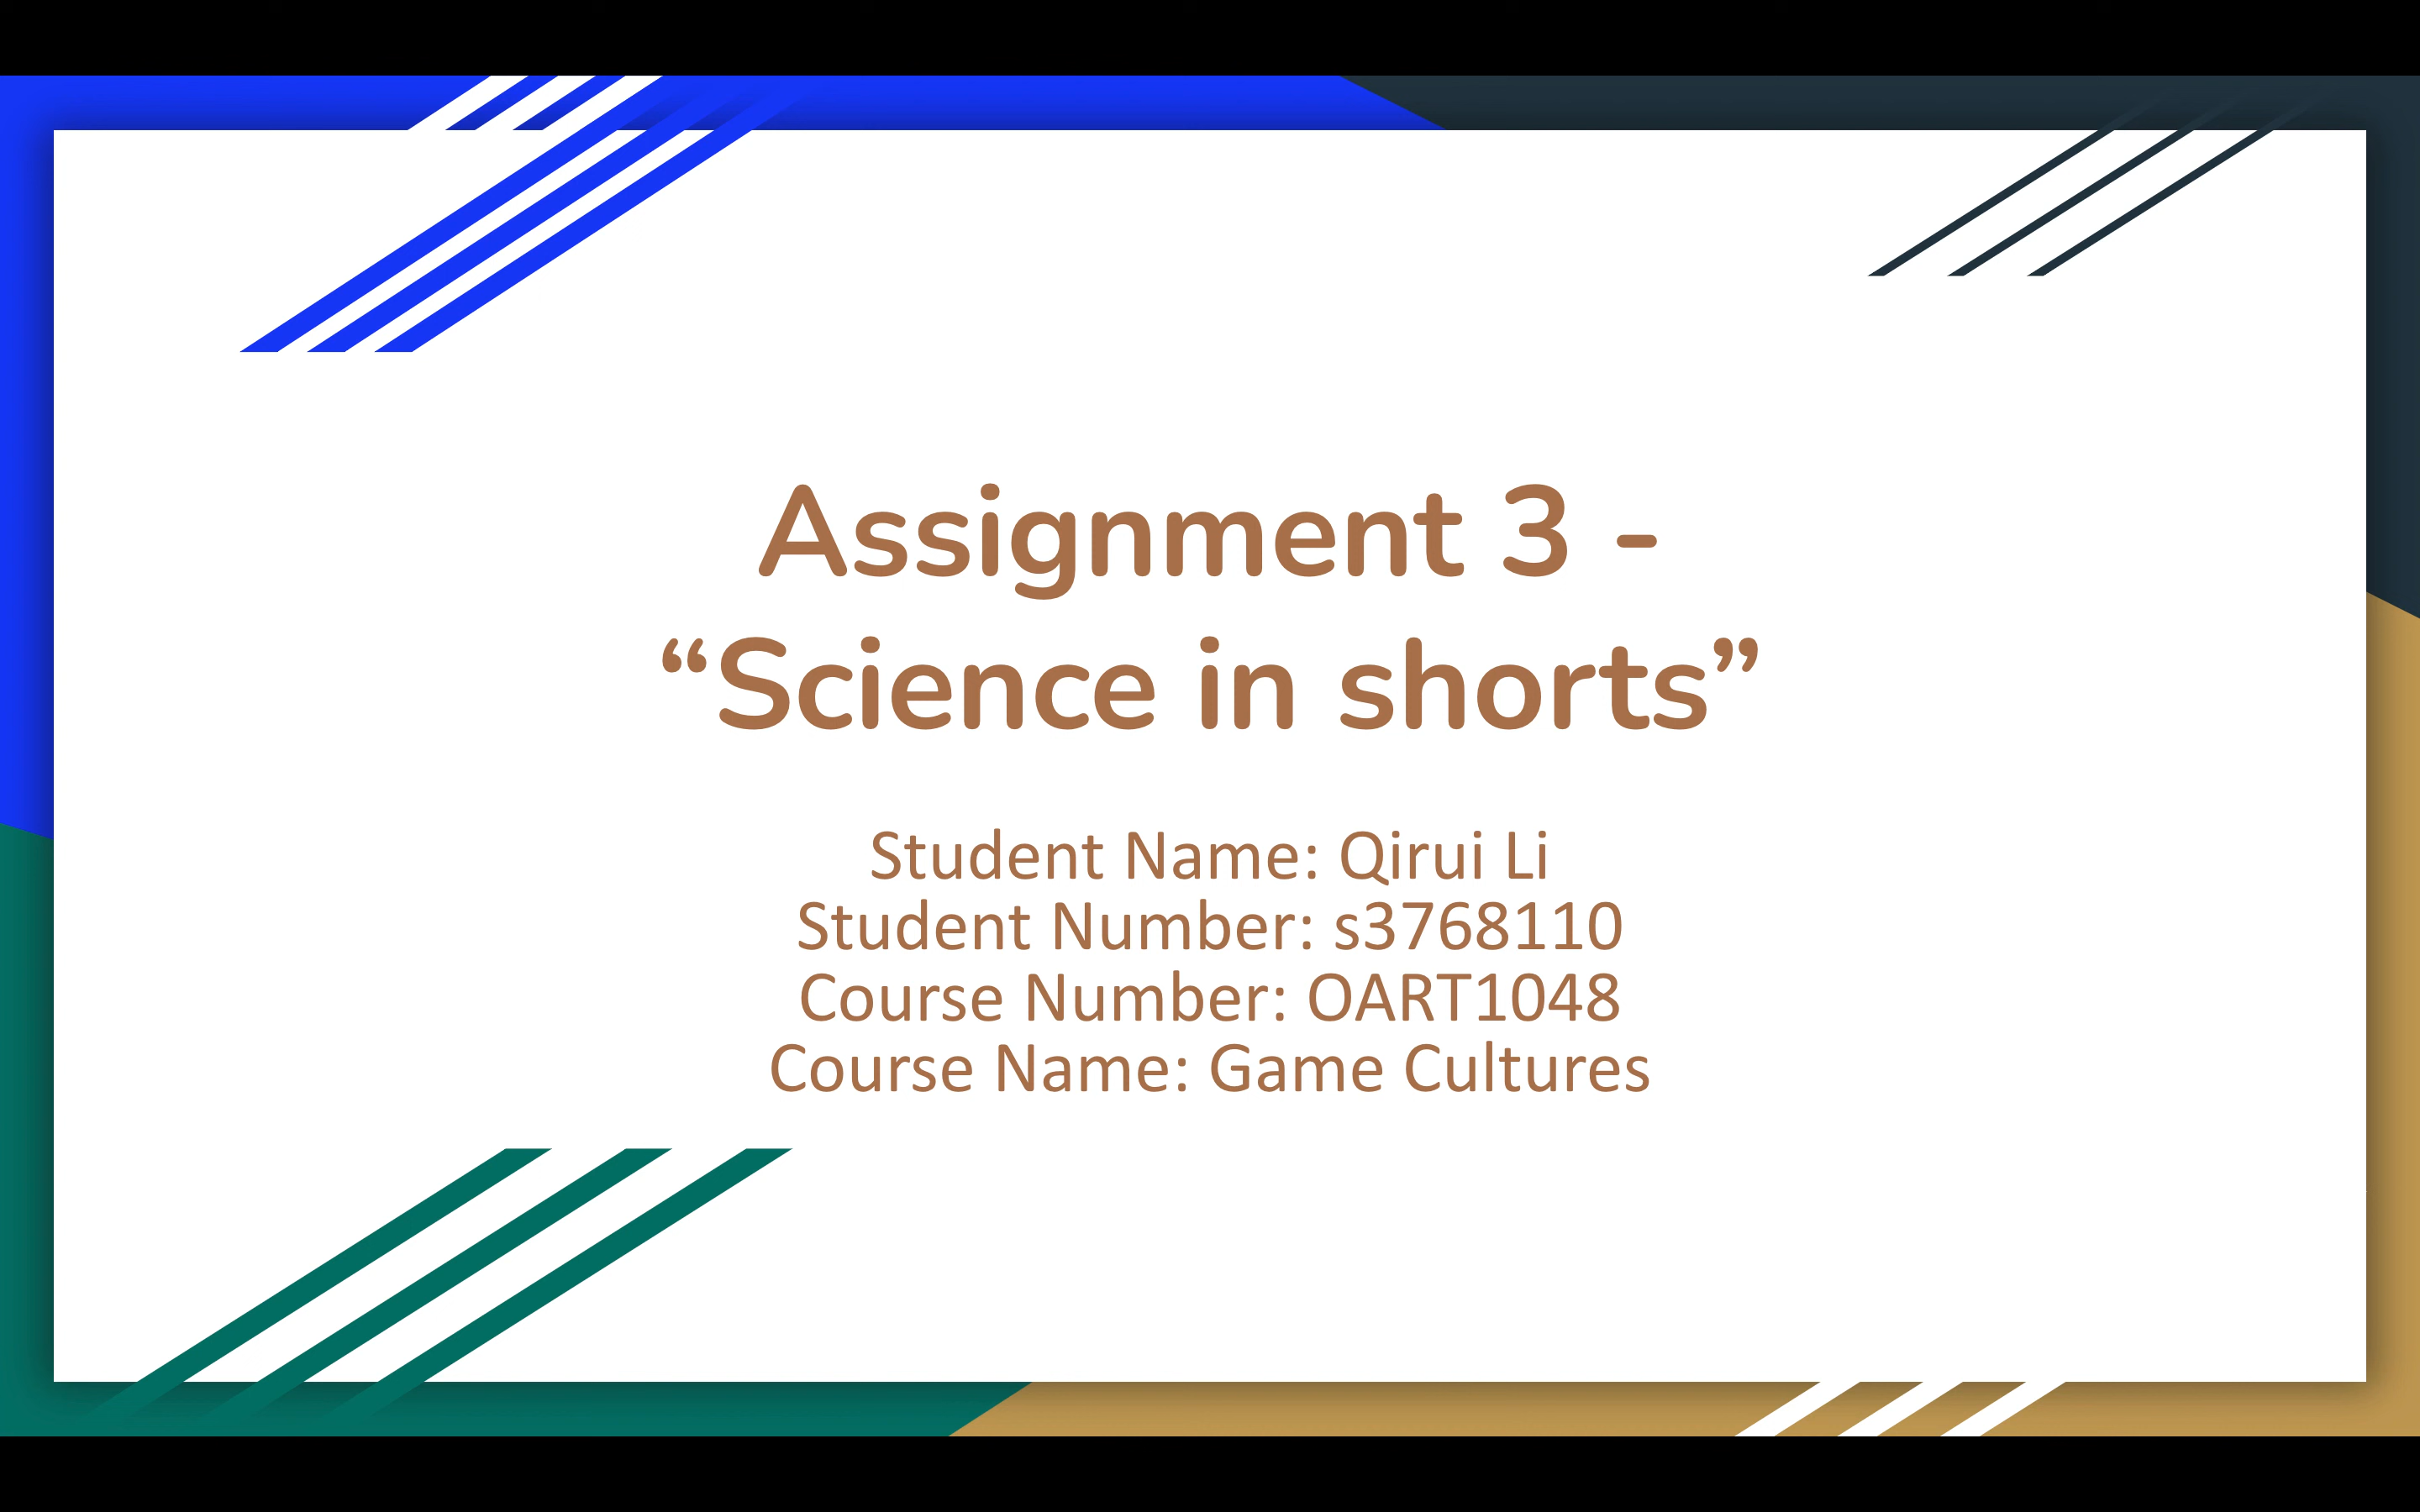 Assignment 3 -
“Science in shorts”
Student Name: Qirui Li
Student Number: s3768110
Course Number: OART1048
Course Name: Game Cultures